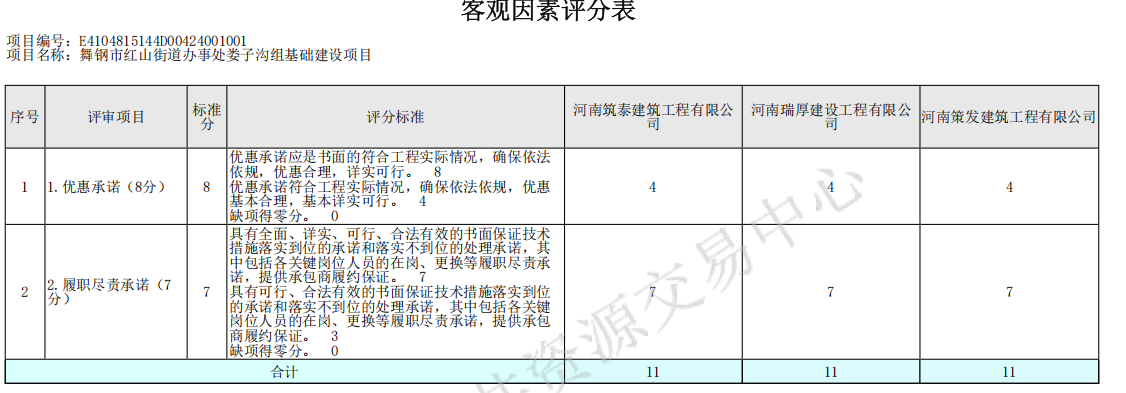 客观因素评分表
项目编号：E4104815144D00424001001
项目名称：舞钢市红山街道办事处娄子沟组基础建设项目
序号 评审项目 标准分 评分标准 河南筑泰建筑工程有限公司 河南瑞厚建设工程有限公司 河南策发建筑工程有限公司
1 1.优惠承诺（8分） 8
优惠承诺应是书面的符合工程实际情况，确保依法
依规，优惠合理，详实可行。 8
优惠承诺符合工程实际情况，确保依法依规，优惠
基本合理，基本详实可行。 4
缺项得零分。 0
4 4 4
2 2.履职尽责承诺（7分） 7
具有全面、详实、可行、合法有效的书面保证技术
措施落实到位的承诺和落实不到位的处理承诺，其
中包括各关键岗位人员的在岗、更换等履职尽责承
诺，提供承包商履约保证。 7
具有可行、合法有效的书面保证技术措施落实到位
的承诺和落实不到位的处理承诺，其中包括各关键
岗位人员的在岗、更换等履职尽责承诺，提供承包
商履约保证。 3
缺项得零分。 0
7 7 7
合计 11 11 11
资源交易中心